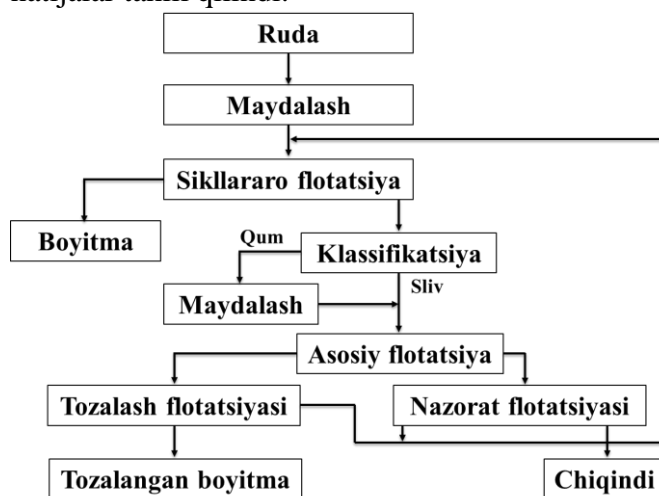 Ruda
Maydalash
Sikllararo flotatsiya
Boyitma
Qum
Klassifikatsiya
Sliv
Maydalash
Asosiy flotatsiya
Tozalash flotatsiyasi
Nazorat flotatsiyasi
Tozalangan boyitma
Chiqindi